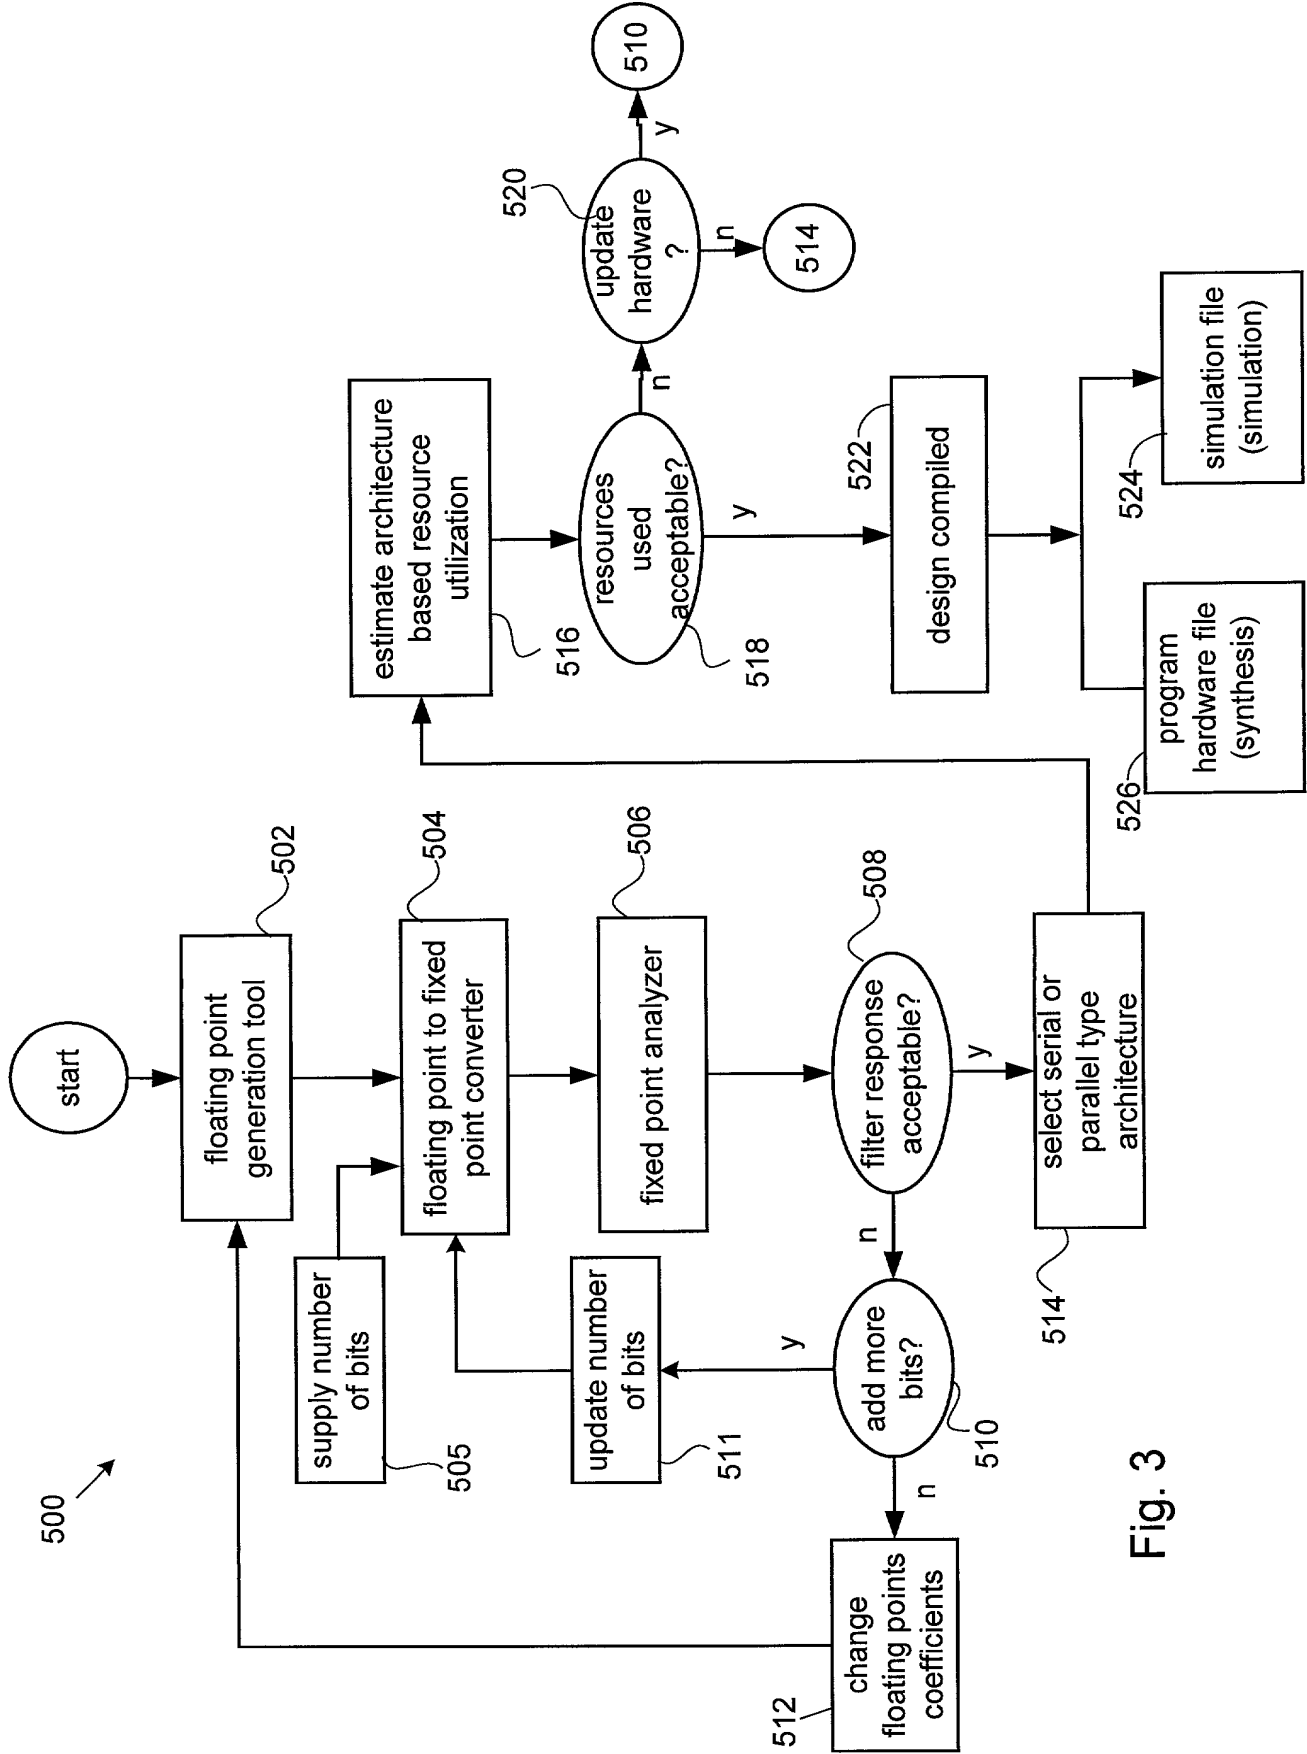 500
start
502
floating point
generation tool
505
supply number
of bits
504
floating point to fixed
point converter
506
fixed point analyzer
511
update number
of bits
508
filter response
acceptable?
n
y
510
add more
bits?
y
n
512
change
floating points
coefficients
514
select serial or
parallel type
architecture
516
estimate architecture
based resource
utilization
518
resources
used
acceptable?
n
y
520
update
hardware
?
y
510
n
514
522
design compiled
526
program
hardware file
(synthesis)
524
simulation file
(simulation)
Fig. 3